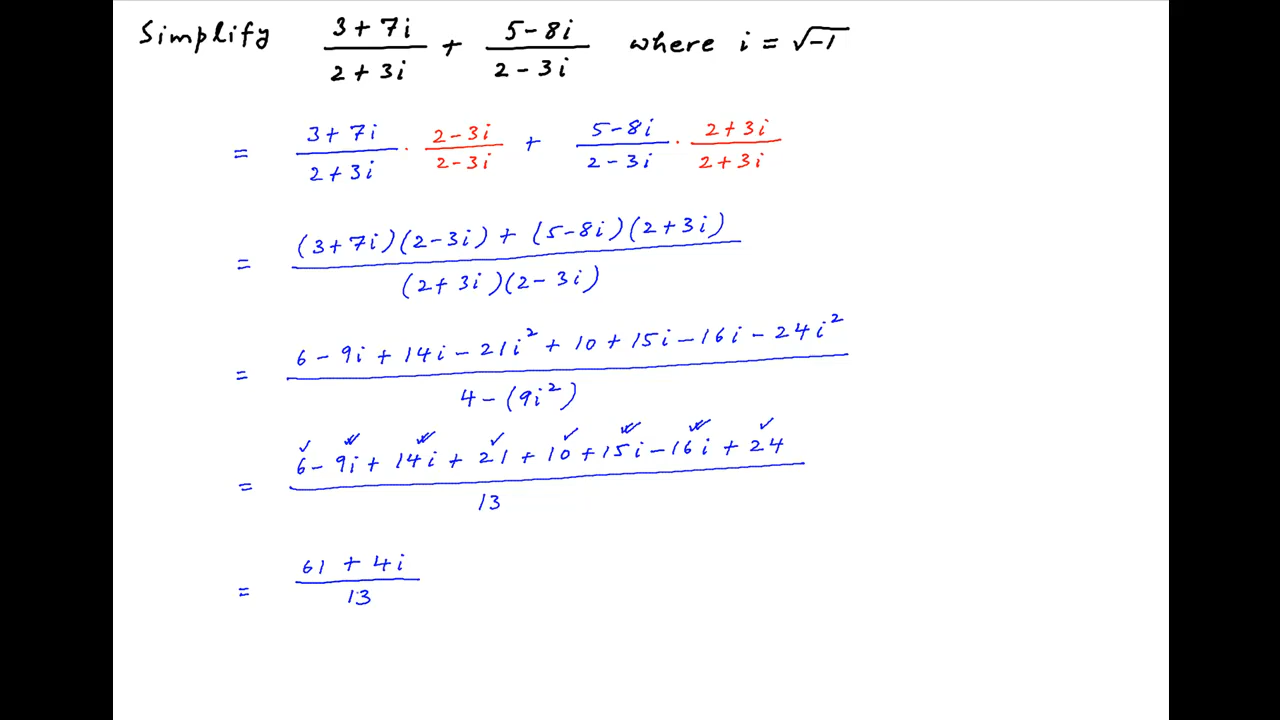 Simplify (3 + 7i)/(2 + 3i) + (5 - 8i)/(2 - 3i) where i = √-1
= (3 + 7i)/(2 + 3i) · (2 - 3i)/(2 - 3i) + (5 - 8i)/(2 - 3i) · (2 + 3i)/(2 + 3i)
= ((3 + 7i)(2 - 3i) + (5 - 8i)(2 + 3i))/((2 + 3i)(2 - 3i))
= (6 - 9i + 14i - 21i² + 10 + 15i - 16i - 24i²)/(4 - (9i²))
= (6 - 9i + 14i + 21 + 10 + 15i - 16i + 24)/13
= (61 + 4i)/13